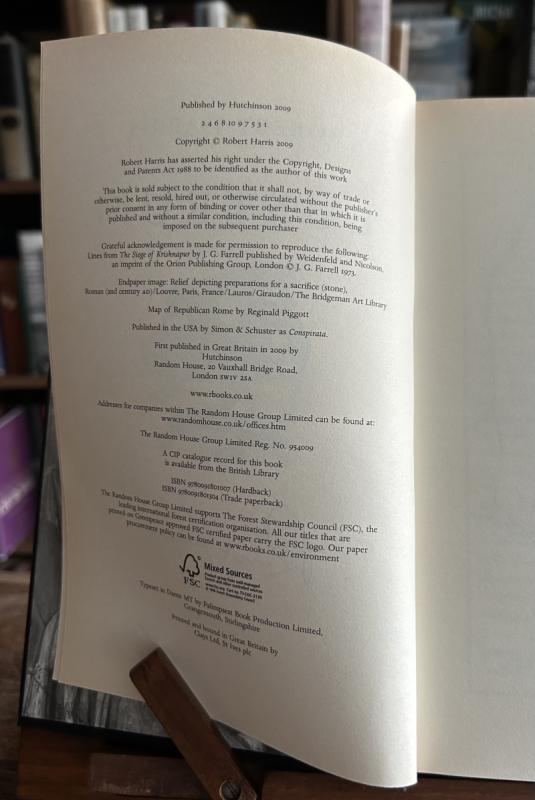 Published by Hutchinson 2009
2 4 6 8 10 9 7 5 3 1
Copyright © Robert Harris 2009
Robert Harris has asserted his right under the Copyright, Designs
and Patents Act 1988 to be identified as the author of this work
This book is sold subject to the condition that it shall not, by way of trade or
otherwise, be lent, resold, hired out, or otherwise circulated without the publisher's
prior consent in any form of binding or cover other than that in which it is
published and without a similar condition, including this condition, being
imposed on the subsequent purchaser
Grateful acknowledgement is made for permission to reproduce the following:
Lines from The Siege of Krishnapur by J. G. Farrell published by Weidenfeld and Nicolson,
an imprint of the Orion Publishing Group, London © J. G. Farrell 1973.
Endpaper image: Relief depicting preparations for a sacrifice (stone),
Roman (2nd century AD)/Louvre, Paris, France/Lauros/Giraudon/The Bridgeman Art Library
Map of Republican Rome by Reginald Piggott
Published in the USA by Simon & Schuster as Conspirata.
First published in Great Britain in 2009 by
Hutchinson
Random House, 20 Vauxhall Bridge Road,
London SW1V 2SA
www.rbooks.co.uk
Addresses for companies within The Random House Group Limited can be found at:
www.randomhouse.co.uk/offices.htm
The Random House Group Limited Reg. No. 954009
A CIP catalogue record for this book
is available from the British Library
ISBN 9780091801007 (Hardback)
ISBN 9780091801304 (Trade paperback)
The Random House Group Limited supports The Forest Stewardship Council (FSC), the
leading international forest certification organisation. All our titles that are
printed on Greenpeace approved FSC certified paper carry the FSC logo. Our paper
procurement policy can be found at www.rbooks.co.uk/environment
FSC
Mixed Sources
Product group from well-managed
forests and other controlled sources
Typeset in Dante MT by Palimpsest Book Production Limited,
Grangemouth, Stirlingshire
Printed and bound in Great Britain by
Clays Ltd, St Ives plc